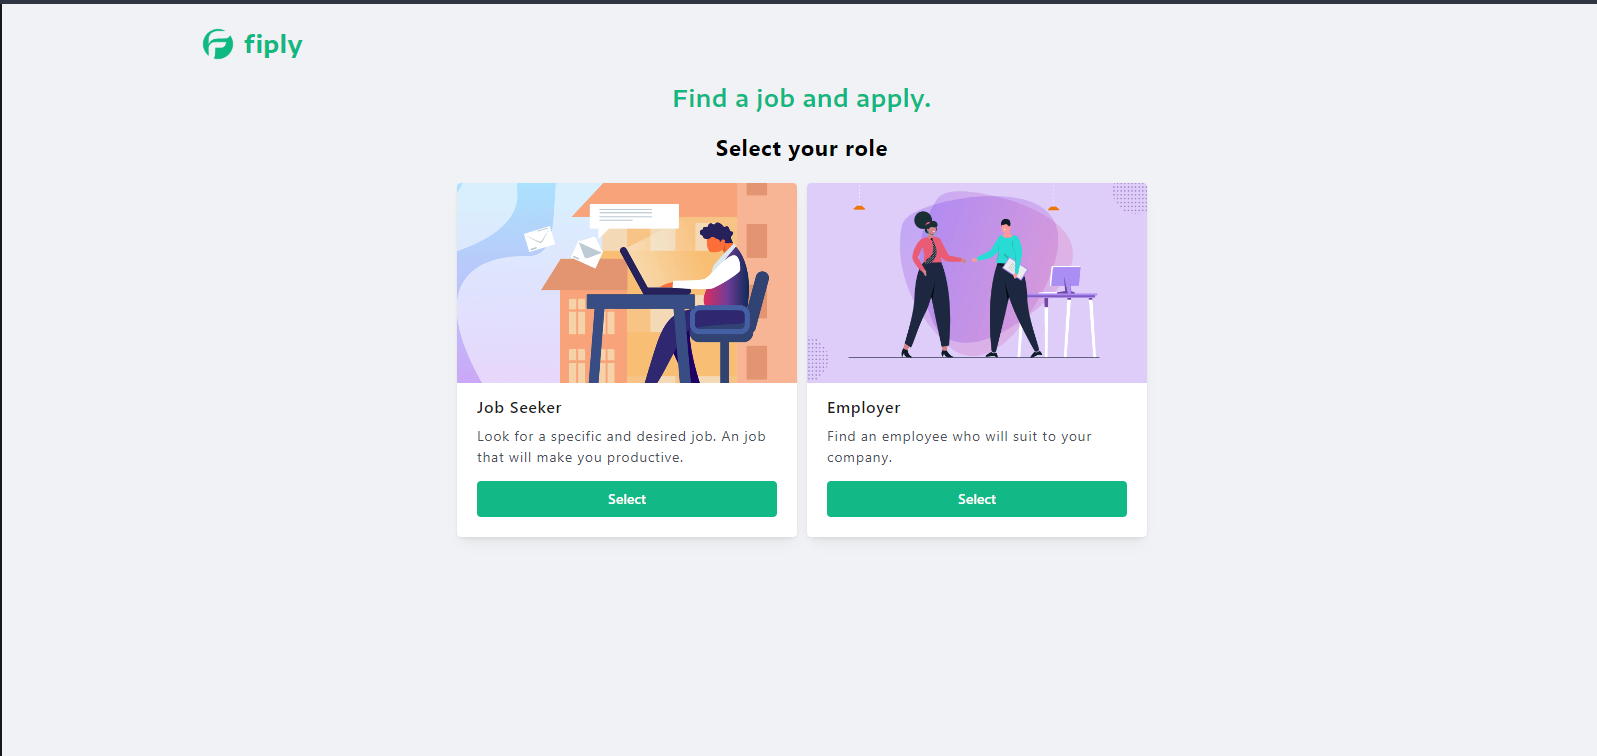 fiply
Find a job and apply.
Select your role
Job Seeker
Look for a specific and desired job. An job
that will make you productive.
Select
Employer
Find an employee who will suit to your
company.
Select